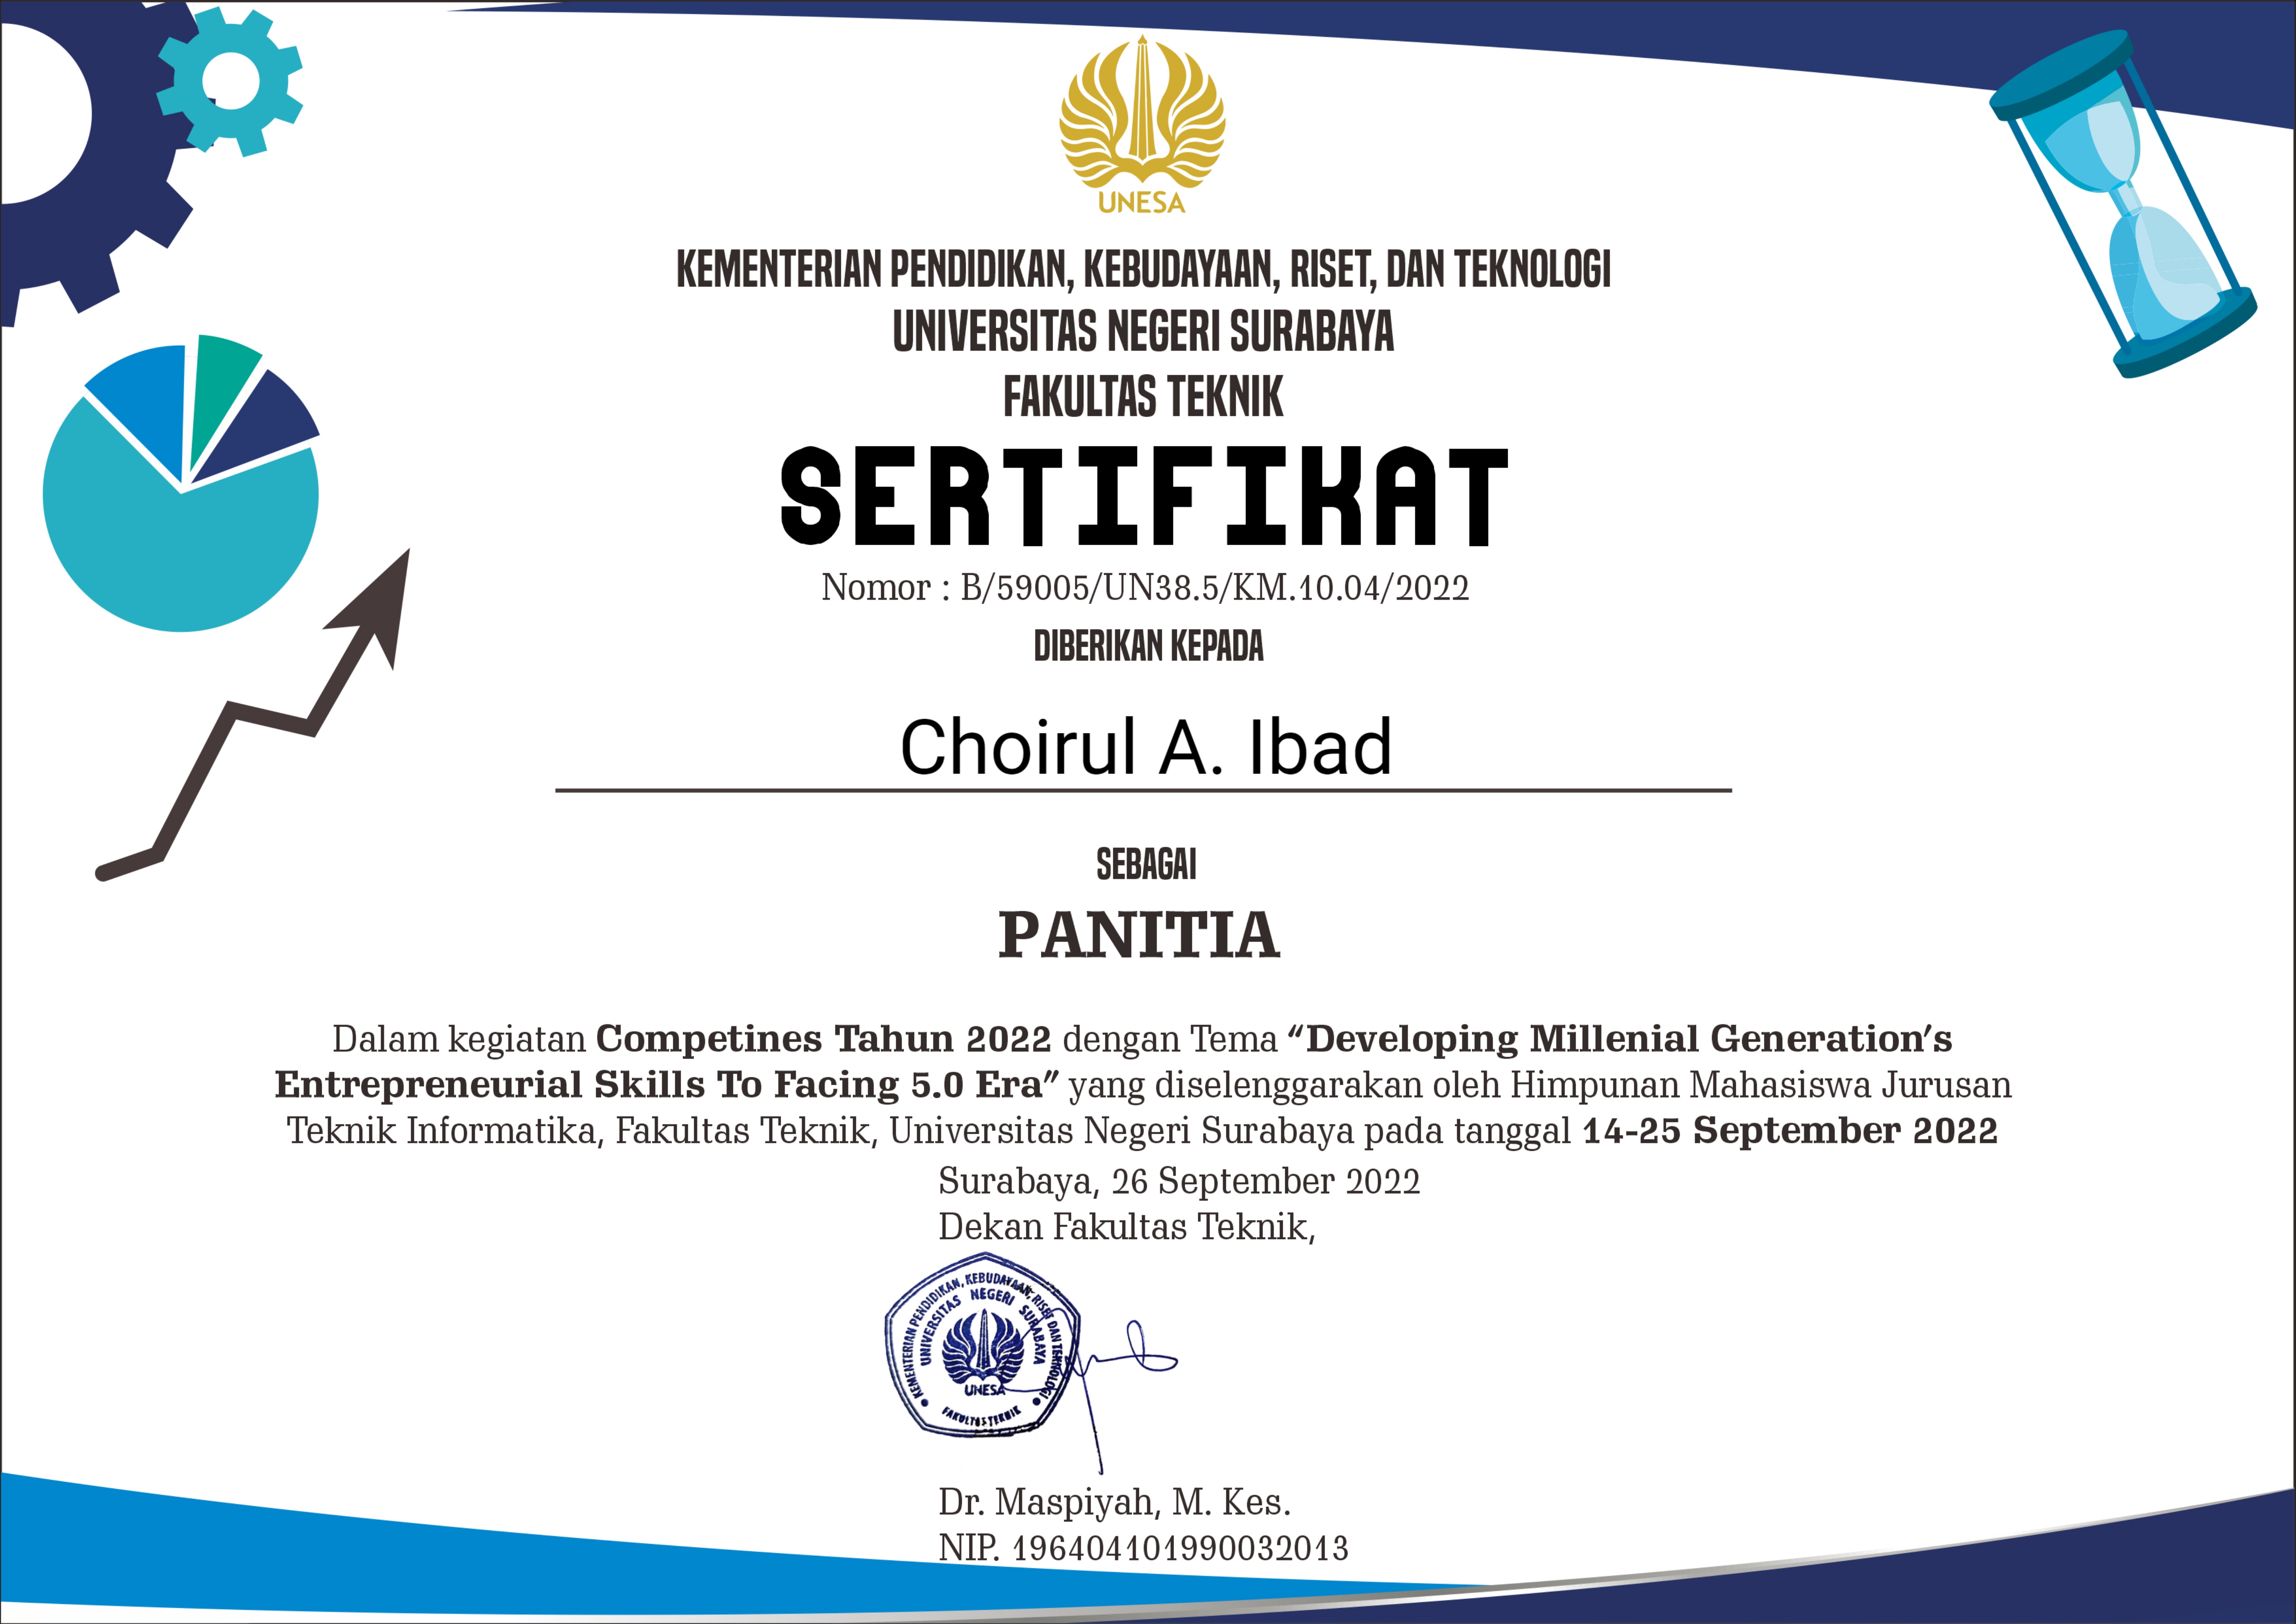 UNESA
KEMENTERIAN PENDIDIKAN, KEBUDAYAAN, RISET, DAN TEKNOLOGI
UNIVERSITAS NEGERI SURABAYA
FAKULTAS TEKNIK
SERTIFIKAT
Nomor : B/59005/UN38.5/KM.10.04/2022
DIBERIKAN KEPADA
Choirul A. Ibad
SEBAGAI
PANITIA
Dalam kegiatan Competines Tahun 2022 dengan Tema “Developing Millenial Generation’s
Entrepreneurial Skills To Facing 5.0 Era” yang diselenggarakan oleh Himpunan Mahasiswa Jurusan
Teknik Informatika, Fakultas Teknik, Universitas Negeri Surabaya pada tanggal 14-25 September 2022
Surabaya, 26 September 2022
Dekan Fakultas Teknik,
KEMENTERIAN PENDIDIKAN, KEBUDAYAAN, RISET DAN TEKNOLOGI
UNIVERSITAS NEGERI SURABAYA
UNESA
FAKULTAS TEKNIK
Dr. Maspiyah, M. Kes.
NIP. 196404101990032013